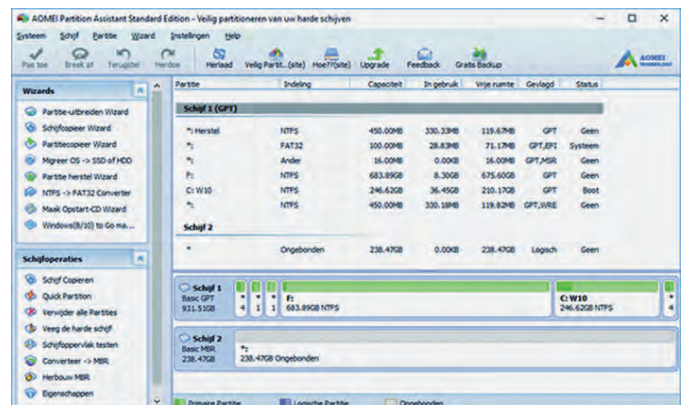 AOMEI Partition Assistant Standard Edition - Veilig partitioneren van uw harde schijven
Systeem Schijf Partitie Wizard Instellingen Help
Pas toe Breek af Terugstel Herdoe Herlaad Veilig Partit...(site) Hoe??(site) Upgrade Feedback Gratis Backup
AOMEI
TECHNOLOGY
Wizards
Partitie-uitbreiden Wizard
Schijfcopieer Wizard
Partitiecopeer Wizard
Migreer OS -> SSD of HDD
Partitie herstel Wizard
NTFS -> FAT32 Converter
Maak Opstart-CD Wizard
Windows(8/10) to Go ma...
Schijfoperaties
Schijf Copieren
Quick Partition
Verwijder alle Partities
Veeg de harde schijf
Schijfoppervlak testen
Converteer -> MBR
Herbouw MBR
Eigenschappen
Partitie Indeling Capaciteit In gebruik Vrije ruimte Gevlagd Status
Schijf 1 (GPT)
*: Herstel NTFS 450.00MB 330.33MB 119.67MB GPT Geen
*: FAT32 100.00MB 28.83MB 71.17MB GPT,EFI Systeem
*: Ander 16.00MB 0.00KB 16.00MB GPT,MSR Geen
F: NTFS 683.89GB 8.30GB 675.60GB GPT Geen
C: W10 NTFS 246.62GB 36.45GB 210.17GB GPT Boot
*: NTFS 450.00MB 330.18MB 119.82MB GPT,WRE Geen
Schijf 2
* Ongebonden 238.47GB 0.00KB 238.47GB Logisch Geen
Schijf 1
Basic GPT
931.51GB
* * * F: C: W10 *
4 1 1 683.89GB NTFS 246.62GB NTFS 4
Schijf 2
Basic MBR
238.47GB
*:
238.47GB Ongebonden
Primaire Partitie Logische Partitie Ongebonden